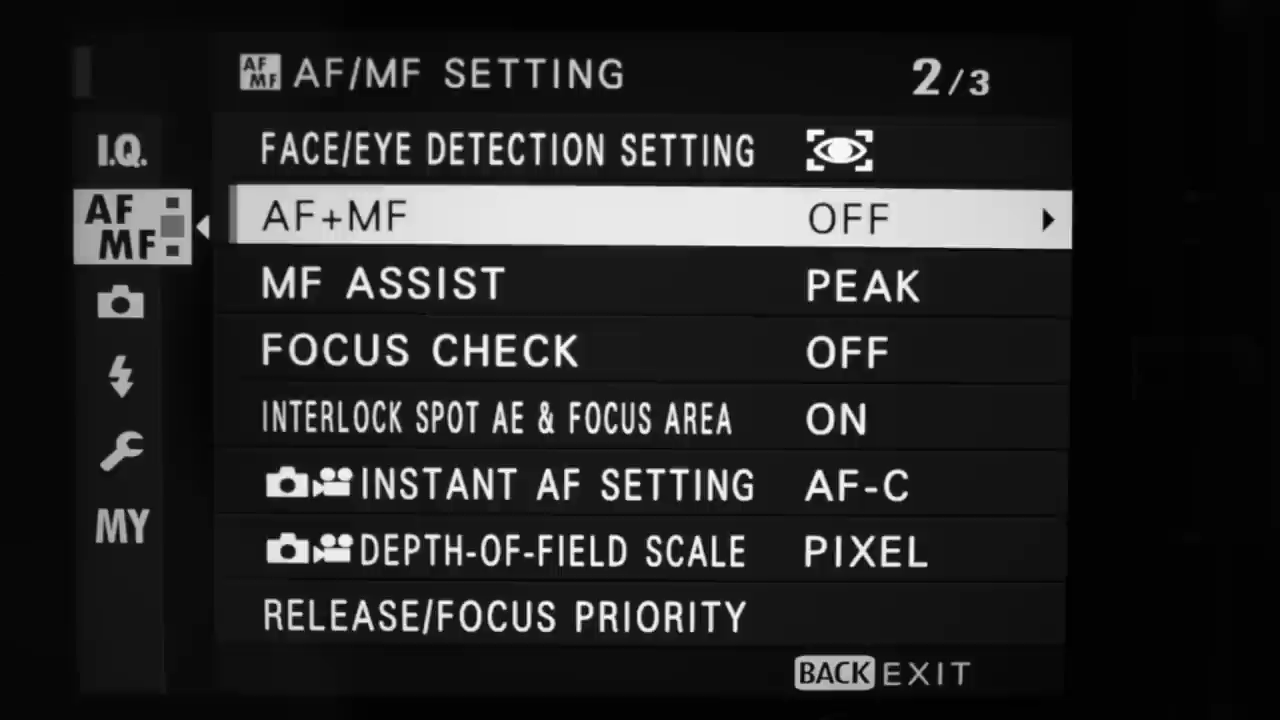 AF MF AF/MF SETTING 2/3
I.Q.
FACE/EYE DETECTION SETTING
AF MF
AF+MF OFF
MF ASSIST PEAK
FOCUS CHECK OFF
INTERLOCK SPOT AE & FOCUS AREA ON
INSTANT AF SETTING AF-C
MY
DEPTH-OF-FIELD SCALE PIXEL
RELEASE/FOCUS PRIORITY
BACK EXIT